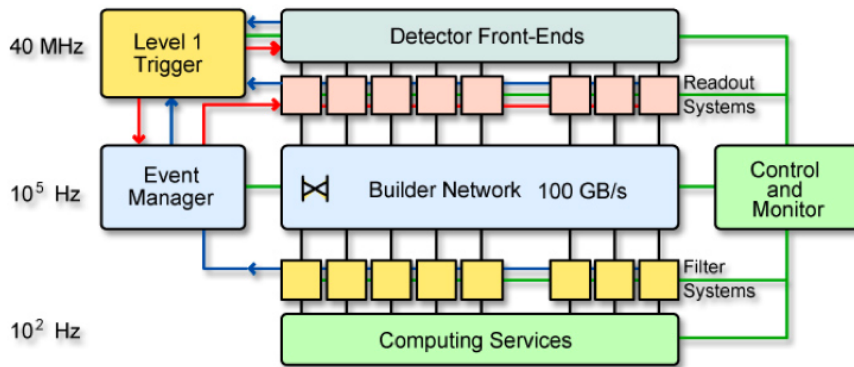 40 MHz
Level 1
Trigger
Detector Front-Ends
Readout
Systems
10⁵ Hz
Event
Manager
Builder Network 100 GB/s
Control
and
Monitor
Filter
Systems
10² Hz
Computing Services